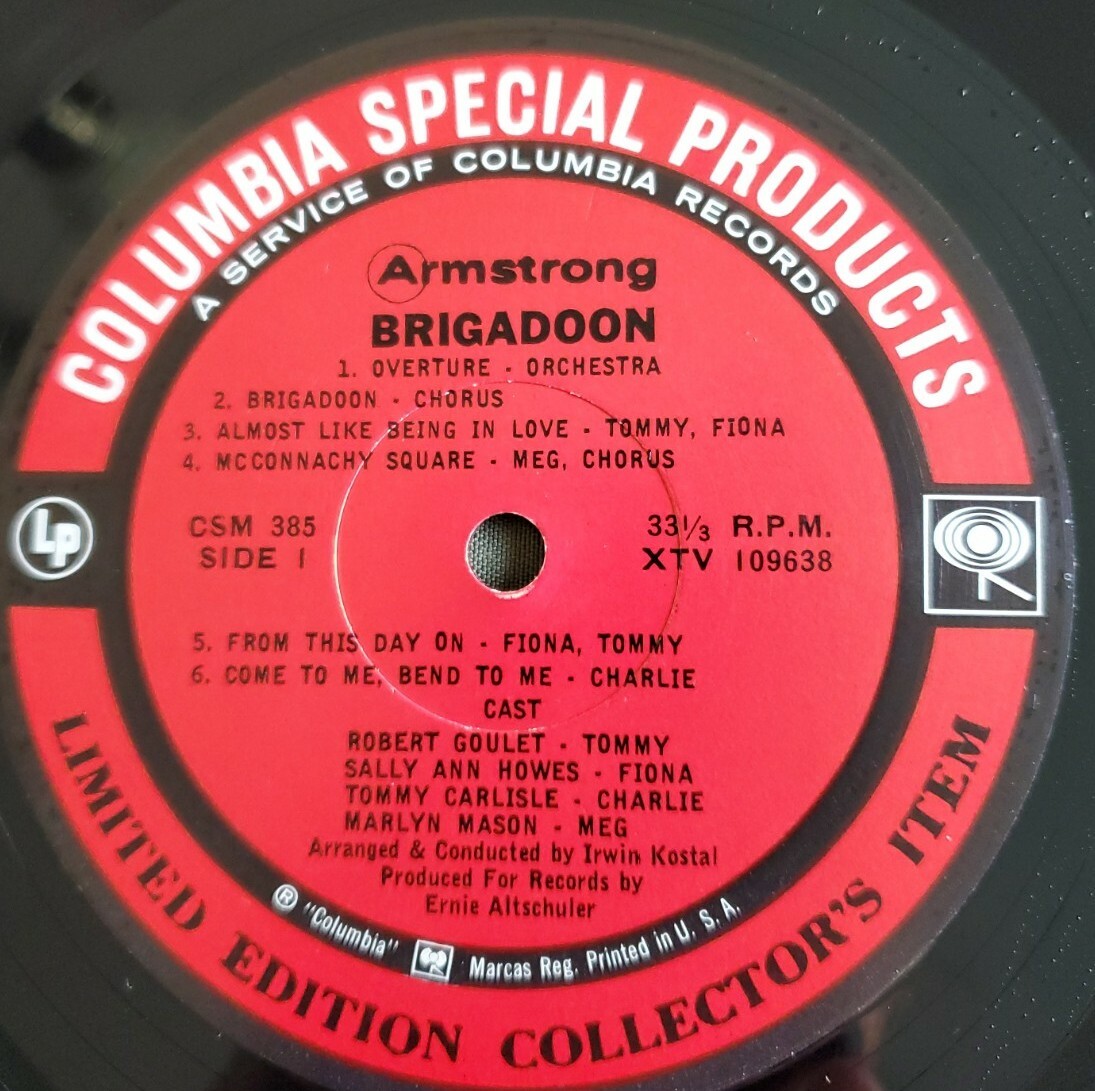 COLUMBIA SPECIAL PRODUCTS
A SERVICE OF COLUMBIA RECORDS
Armstrong
BRIGADOON
1. OVERTURE - ORCHESTRA
2. BRIGADOON - CHORUS
3. ALMOST LIKE BEING IN LOVE - TOMMY, FIONA
4. MCCONNACHY SQUARE - MEG, CHORUS
LP
CSM 385
SIDE 1
33 1/3 R.P.M.
XTV 109638
5. FROM THIS DAY ON - FIONA, TOMMY
6. COME TO ME, BEND TO ME - CHARLIE
CAST
ROBERT GOULET - TOMMY
SALLY ANN HOWES - FIONA
TOMMY CARLISLE - CHARLIE
MARLYN MASON - MEG
Arranged & Conducted by Irwin Kostal
Produced For Records by
Ernie Altschuler
® "Columbia" Marcas Reg. Printed in U. S. A.
LIMITED EDITION COLLECTOR'S ITEM